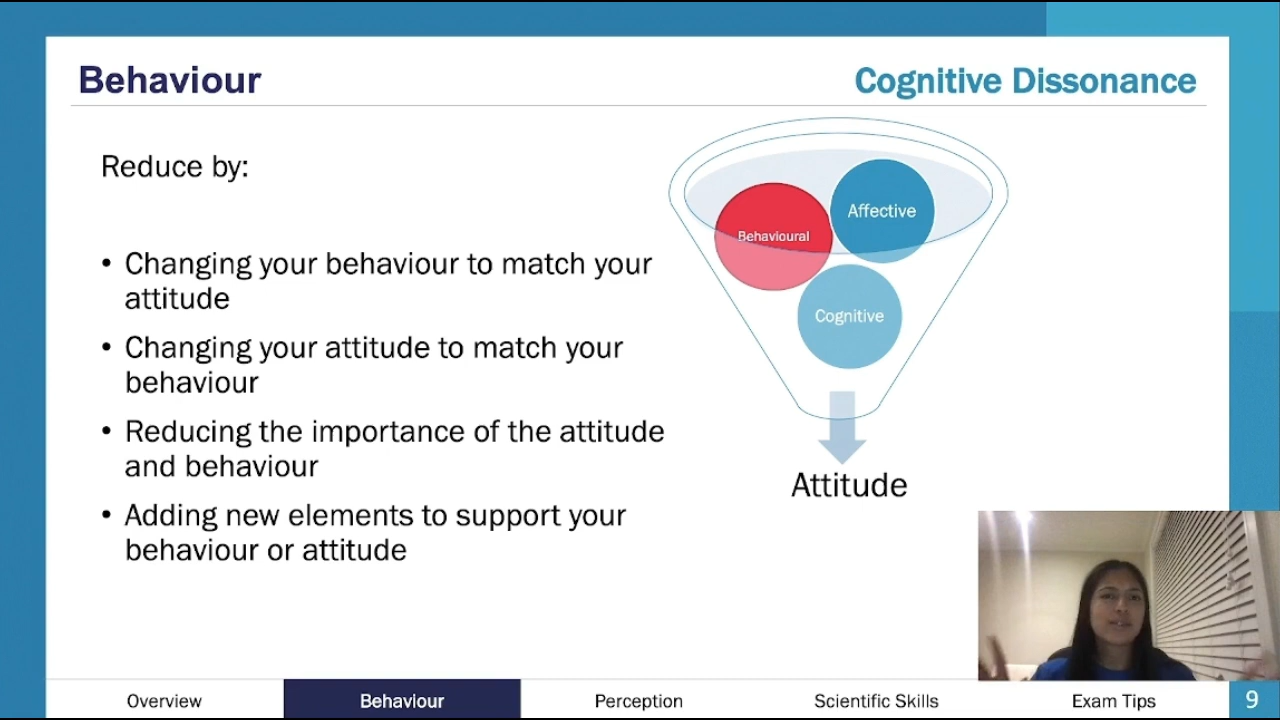 Behaviour
Cognitive Dissonance
Reduce by:
• Changing your behaviour to match your
attitude
• Changing your attitude to match your
behaviour
• Reducing the importance of the attitude
and behaviour
• Adding new elements to support your
behaviour or attitude
Affective
Behavioural
Cognitive
Attitude
Overview
Behaviour
Perception
Scientific Skills
Exam Tips
9